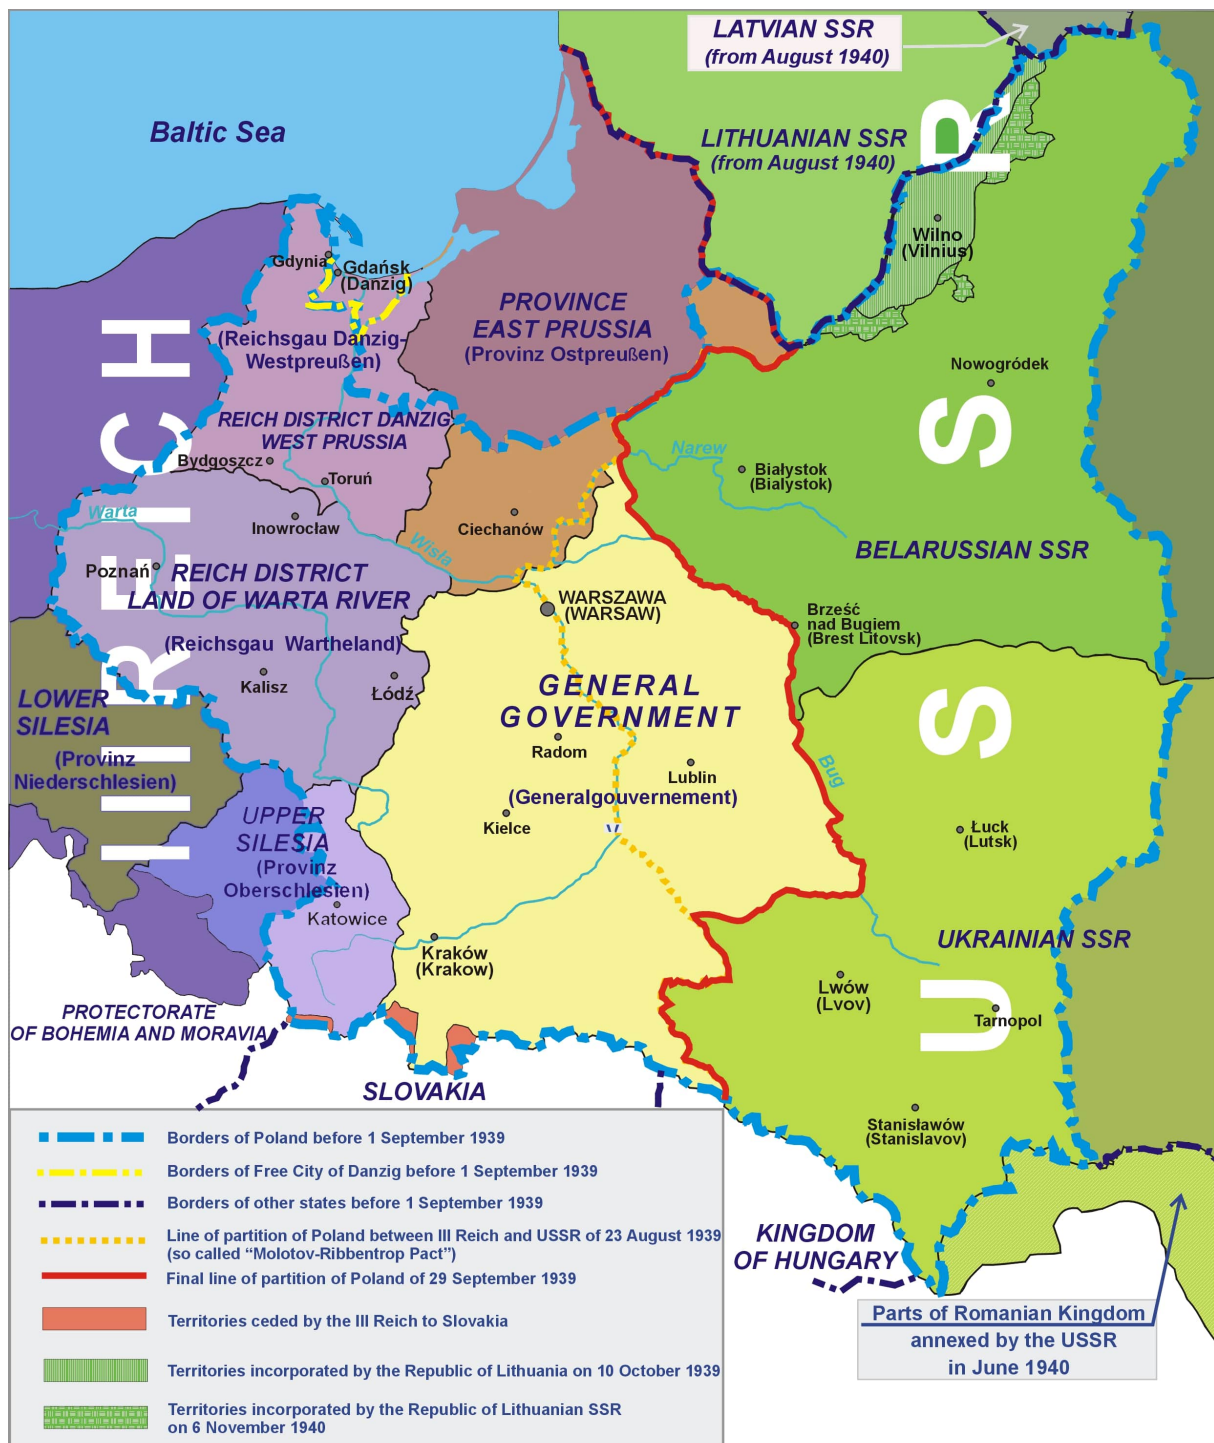 LATVIAN SSR
(from August 1940)
Baltic Sea
LITHUANIAN SSR
(from August 1940)
Wilno
(Vilnius)
Gdynia
Gdańsk
(Danzig)
PROVINCE
EAST PRUSSIA
(Provinz Ostpreußen)
(Reichsgau Danzig-
Westpreußen)
Nowogródek
REICH DISTRICT DANZIG
WEST PRUSSIA
Bydgoszcz
Toruń
Narew
Białystok
(Bialystok)
Warta
Inowrocław
Ciechanów
Wisła
BELARUSSIAN SSR
Poznań
REICH DISTRICT
LAND OF WARTA RIVER
(Reichsgau Wartheland)
WARSZAWA
(WARSAW)
Brześć
nad Bugiem
(Brest Litovsk)
Kalisz
Łódź
GENERAL
GOVERNMENT
LOWER
SILESIA
(Provinz
Niederschlesien)
Radom
Lublin
Bug
(Generalgouvernement)
Kielce
Łuck
(Lutsk)
UPPER
SILESIA
(Provinz
Oberschlesien)
Katowice
Kraków
(Krakow)
UKRAINIAN SSR
Lwów
(Lvov)
Tarnopol
PROTECTORATE
OF BOHEMIA AND MORAVIA
SLOVAKIA
Stanisławów
(Stanislavov)
III REICH
USSR
KINGDOM
OF HUNGARY
Parts of Romanian Kingdom
annexed by the USSR
in June 1940
Borders of Poland before 1 September 1939
Borders of Free City of Danzig before 1 September 1939
Borders of other states before 1 September 1939
Line of partition of Poland between III Reich and USSR of 23 August 1939
(so called “Molotov-Ribbentrop Pact”)
Final line of partition of Poland of 29 September 1939
Territories ceded by the III Reich to Slovakia
Territories incorporated by the Republic of Lithuania on 10 October 1939
Territories incorporated by the Republic of Lithuanian SSR
on 6 November 1940